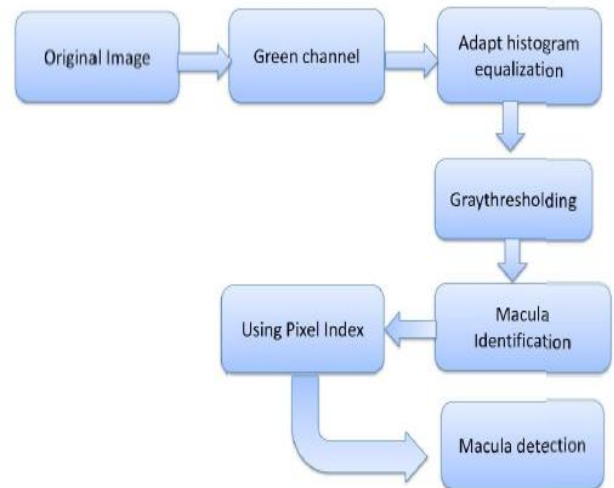 Original Image
Green channel
Adapt histogram
equalization
Graythresholding
Macula
Identification
Using Pixel Index
Macula detection